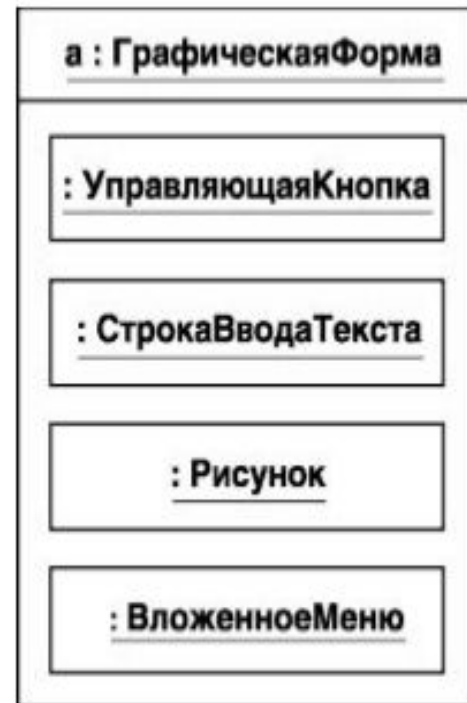 а : ГрафическаяФорма
: УправляющаяКнопка
: СтрокаВводаТекста
: Рисунок
: ВложенноеМеню